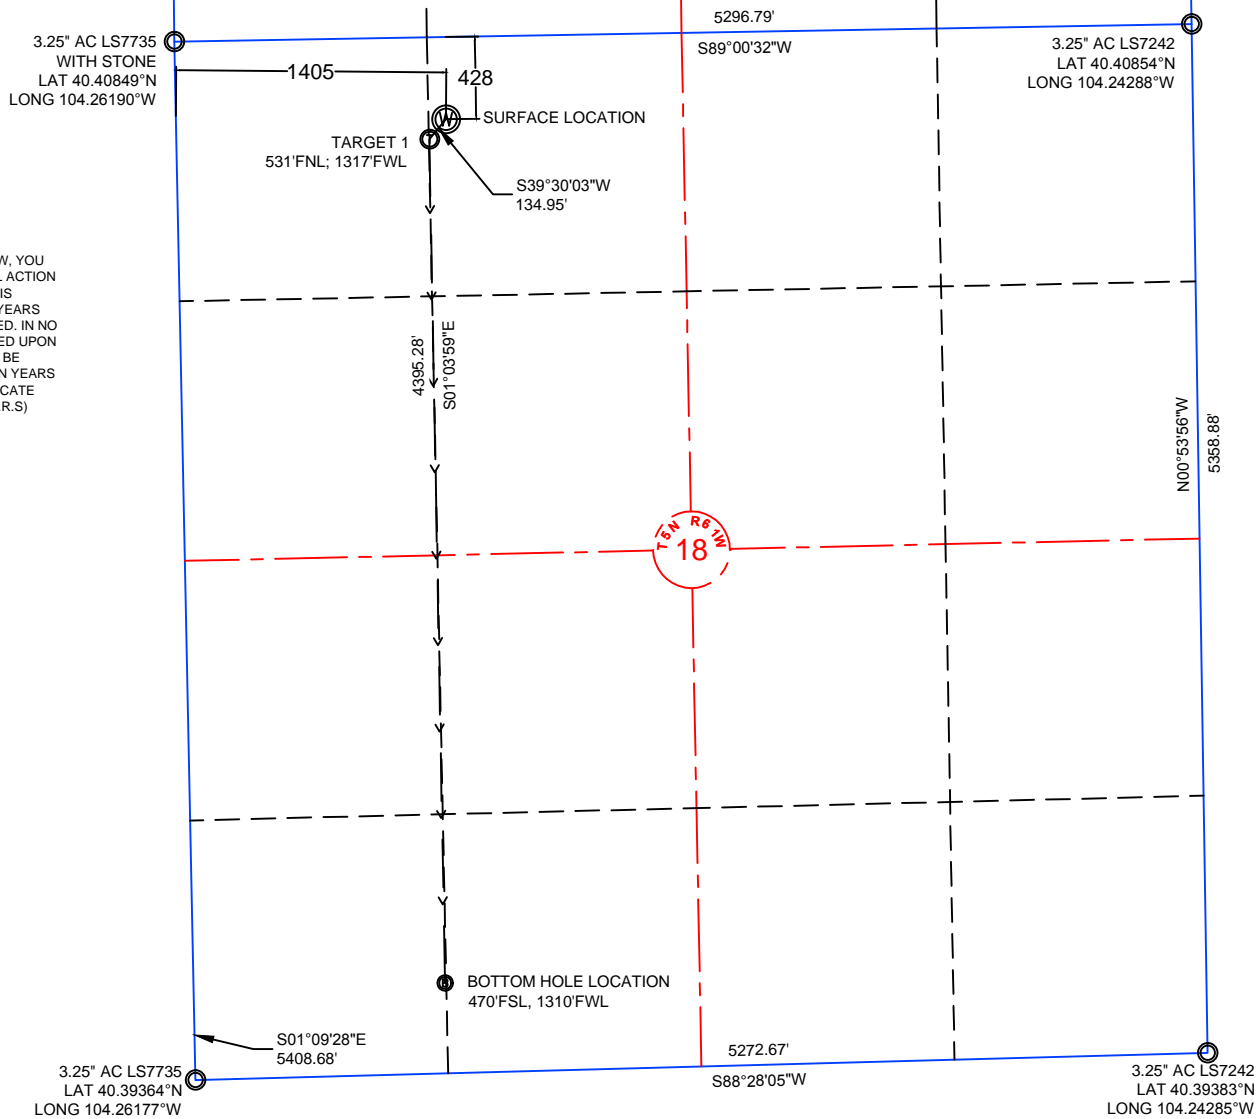 5296.79'
S89°00'32"W
3.25" AC LS7735
WITH STONE
LAT 40.40849°N
LONG 104.26190°W
3.25" AC LS7242
LAT 40.40854°N
LONG 104.24288°W
1405
428
SURFACE LOCATION
TARGET 1
531'FNL; 1317'FWL
S39°30'03"W
134.95'
W, YOU
ACTION
IS
YEARS
ED. IN NO
ED UPON
BE
N YEARS
CATE
.R.S)
4395.28'
S01°03'59"E
N00°53'56"W
5358.88'
T5N R61W
18
BOTTOM HOLE LOCATION
470'FSL, 1310'FWL
S01°09'28"E
5408.68'
5272.67'
S88°28'05"W
3.25" AC LS7735
LAT 40.39364°N
LONG 104.26177°W
3.25" AC LS7242
LAT 40.39383°N
LONG 104.24285°W